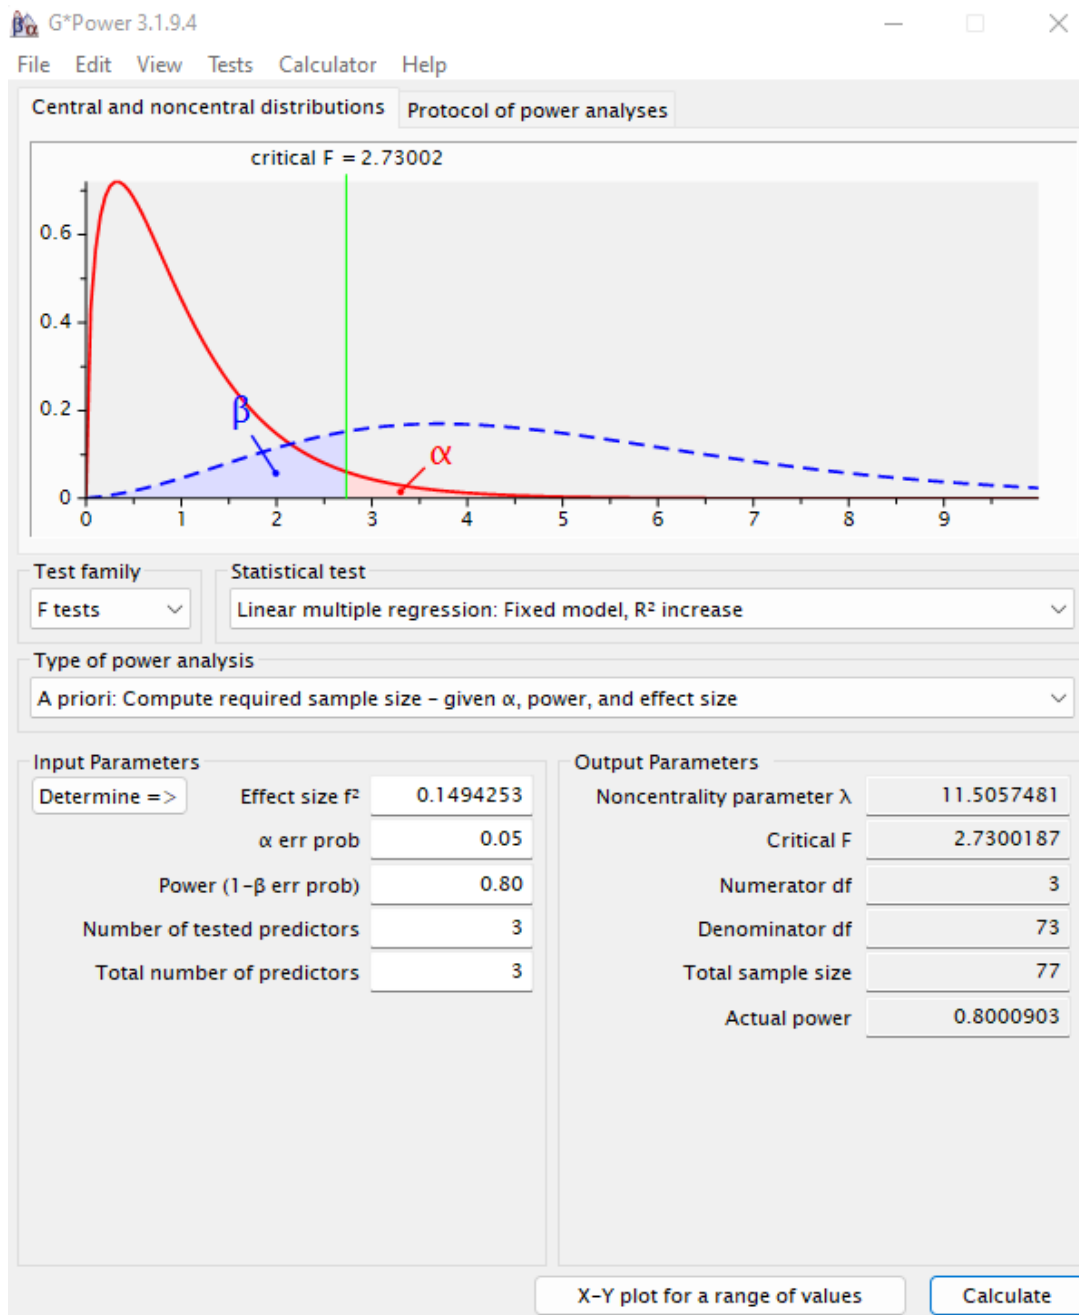 G*Power 3.1.9.4
File Edit View Tests Calculator Help
Central and noncentral distributions Protocol of power analyses
critical F = 2.73002
0.6
0.4
0.2
0
β
α
0 1 2 3 4 5 6 7 8 9
Test family Statistical test
F tests Linear multiple regression: Fixed model, R² increase
Type of power analysis
A priori: Compute required sample size - given α, power, and effect size
Input Parameters Output Parameters
Determine => Effect size f² 0.1494253 Noncentrality parameter λ 11.5057481
α err prob 0.05 Critical F 2.7300187
Power (1-β err prob) 0.80 Numerator df 3
Number of tested predictors 3 Denominator df 73
Total number of predictors 3 Total sample size 77
Actual power 0.8000903
X-Y plot for a range of values Calculate